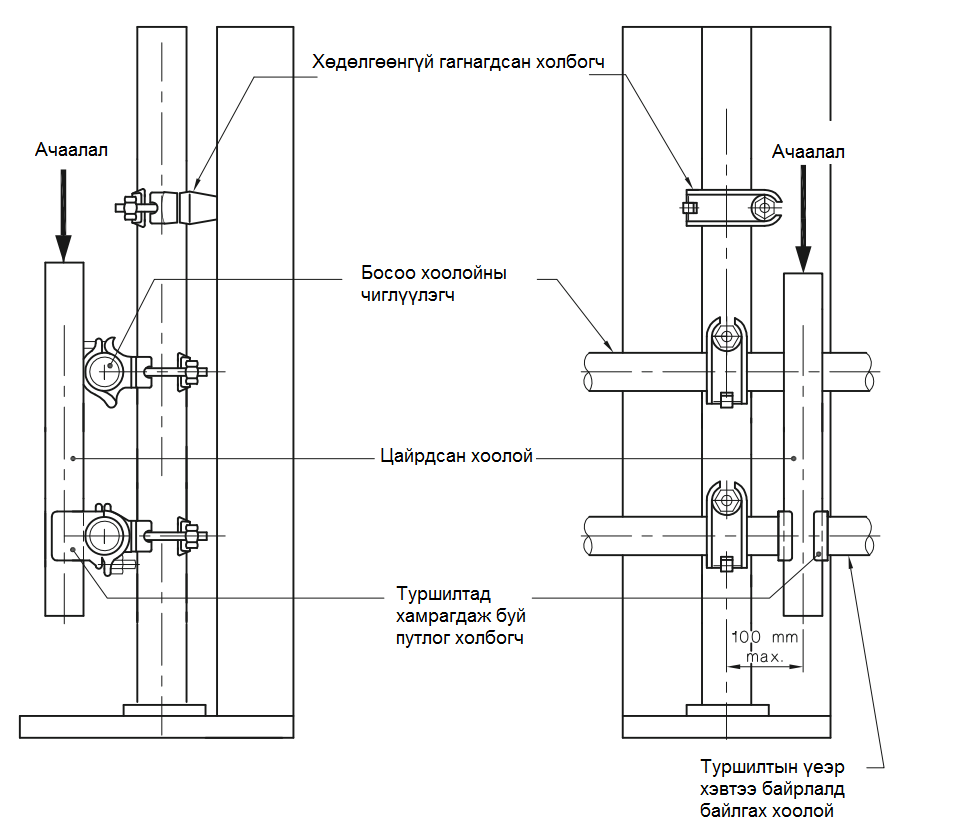 Хөдөлгөөнгүй гагнагдсан холбогч
Ачаалал
Ачаалал
Босоо хоолойны
чиглүүлэгч
Цайрдсан хоолой
Туршилтад
хамрагдаж буй
путлог холбогч
100 mm
max.
Туршилтын үеэр
хэвтээ байрлалд
байлгах хоолой